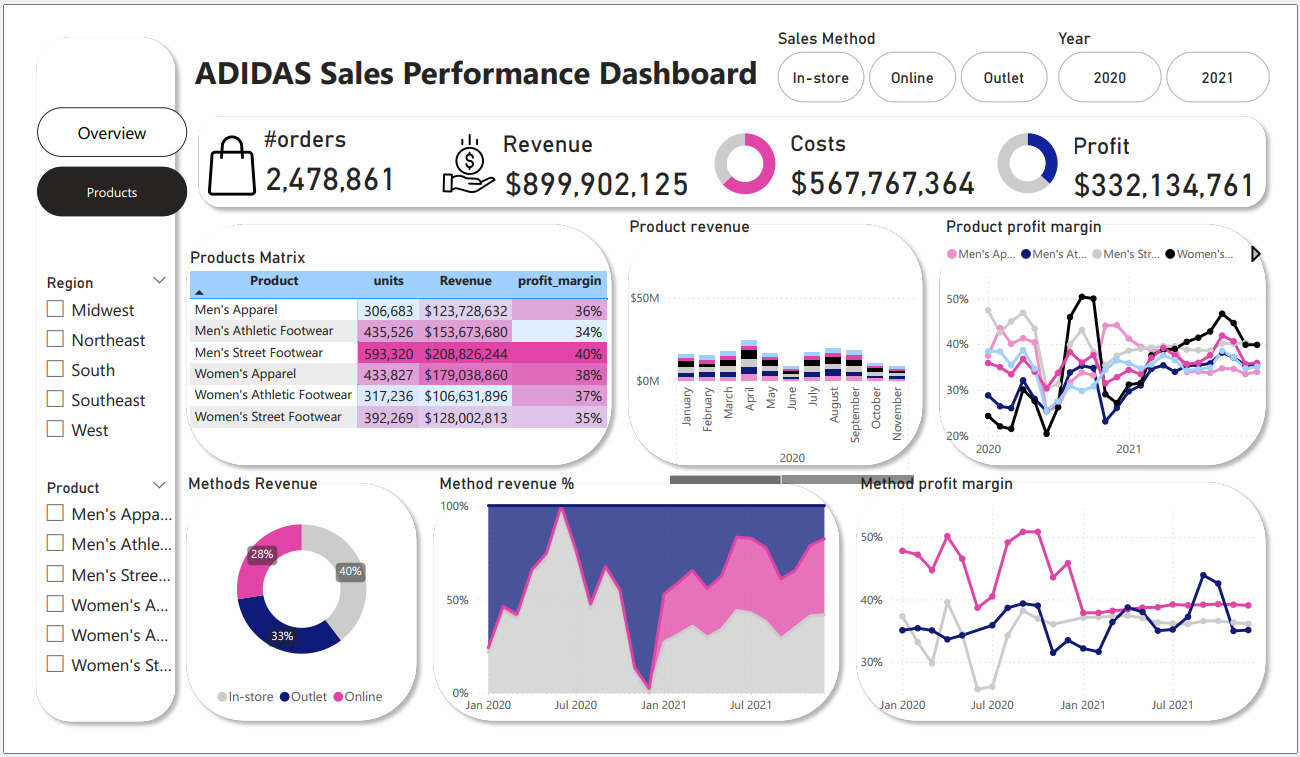 ADIDAS Sales Performance Dashboard
Sales Method
In-store
Online
Outlet
Year
2020
2021
Overview
Products
#orders
2,478,861
Revenue
$899,902,125
Costs
$567,767,364
Profit
$332,134,761
Region
Midwest
Northeast
South
Southeast
West
Product
Men's Appa...
Men's Athle...
Men's Stree...
Women's A...
Women's A...
Women's St...
Products Matrix
Product units Revenue profit_margin
Men's Apparel 306,683 $123,728,632 36%
Men's Athletic Footwear 435,526 $153,673,680 34%
Men's Street Footwear 593,320 $208,826,244 40%
Women's Apparel 433,827 $179,038,860 38%
Women's Athletic Footwear 317,236 $106,631,896 37%
Women's Street Footwear 392,269 $128,002,813 35%
Product revenue
$50M
$0M
January
February
March
April
May
June
July
August
September
October
November
2020
Product profit margin
Men's Ap... Men's At... Men's Str... Women's...
50%
40%
30%
20%
2020 2021
Methods Revenue
28%
40%
33%
In-store Outlet Online
Method revenue %
100%
50%
0%
Jan 2020 Jul 2020 Jan 2021 Jul 2021
Method profit margin
50%
40%
30%
Jan 2020 Jul 2020 Jan 2021 Jul 2021